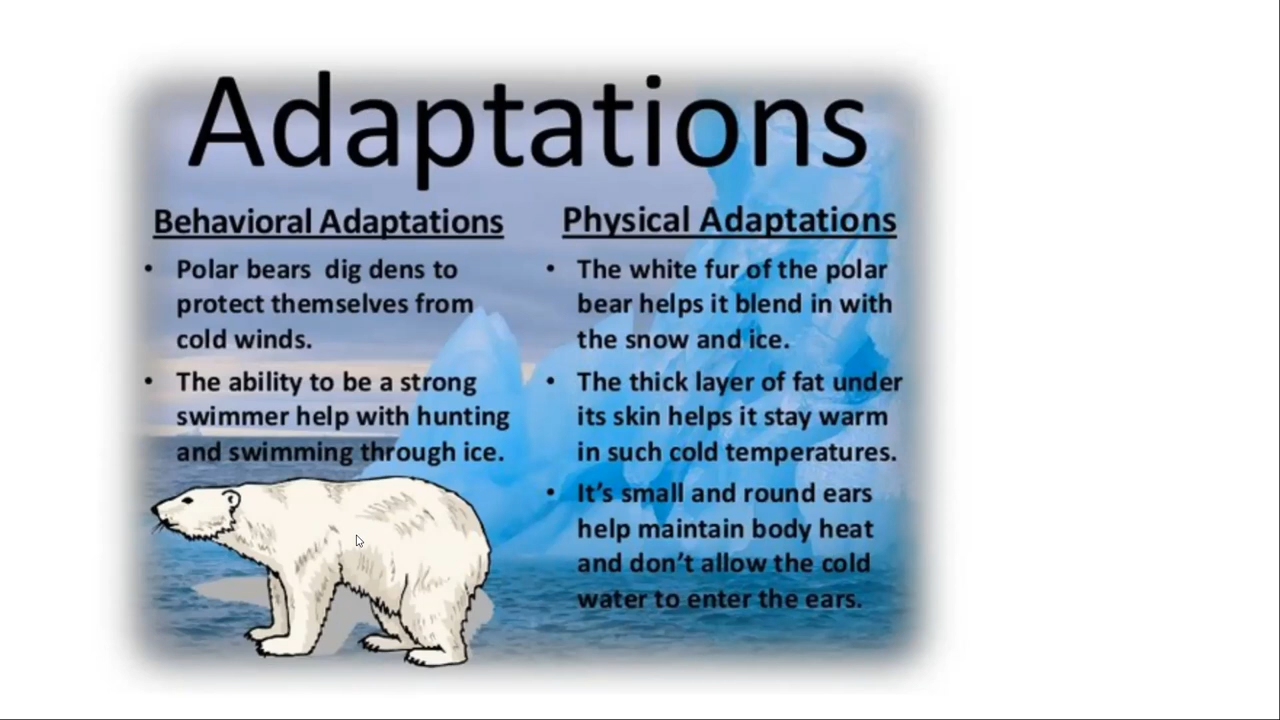 Adaptations
Behavioral Adaptations
• Polar bears dig dens to
protect themselves from
cold winds.
• The ability to be a strong
swimmer help with hunting
and swimming through ice.
Physical Adaptations
• The white fur of the polar
bear helps it blend in with
the snow and ice.
• The thick layer of fat under
its skin helps it stay warm
in such cold temperatures.
• It’s small and round ears
help maintain body heat
and don’t allow the cold
water to enter the ears.